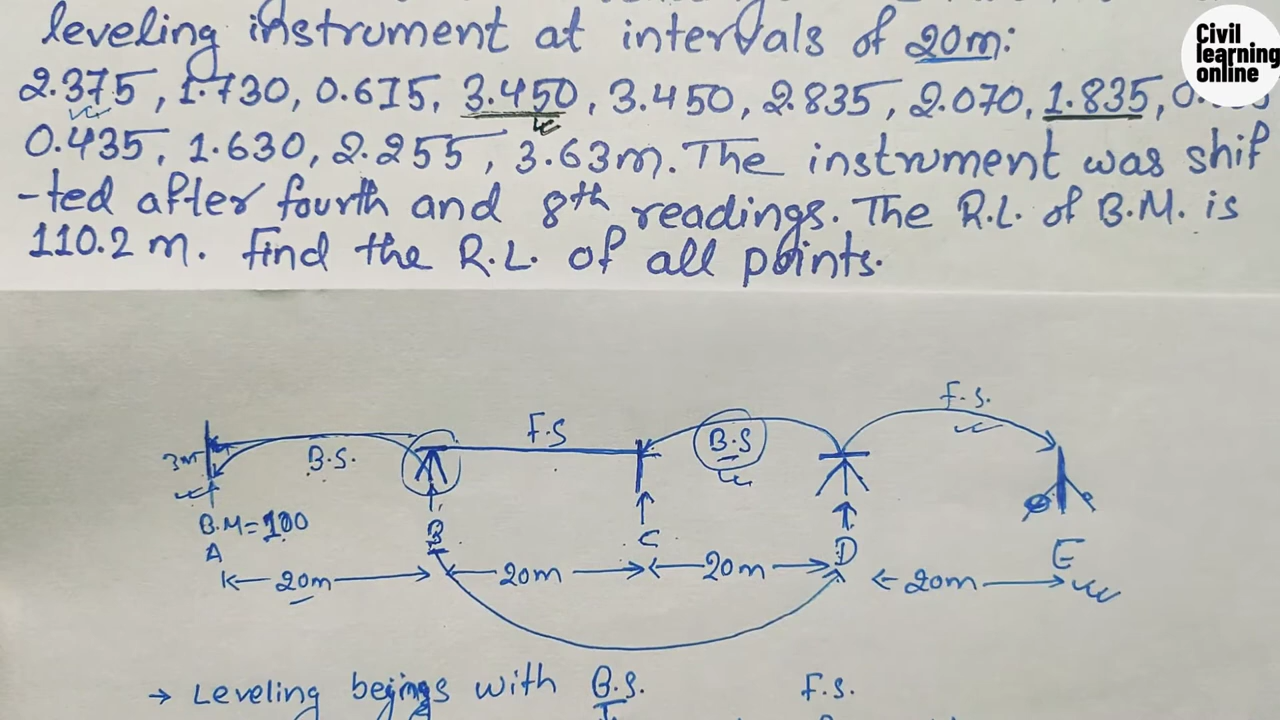 leveling instrument at intervals of 20m:
Civil
learning
online
2.375, 1.730, 0.615, 3.450, 3.450, 2.835, 2.070, 1.835,
0.435, 1.630, 2.255, 3.63m. The instrument was shif
-ted after fourth and 8th readings. The R.L. of B.M. is
110.2 m. Find the R.L. of all points.
F.S.
F.S
B.S
3m
B.S.
B.M=100
A
B
C
D
E
20m
20m
20m
20m
→ Leveling begings with B.S. F.S.